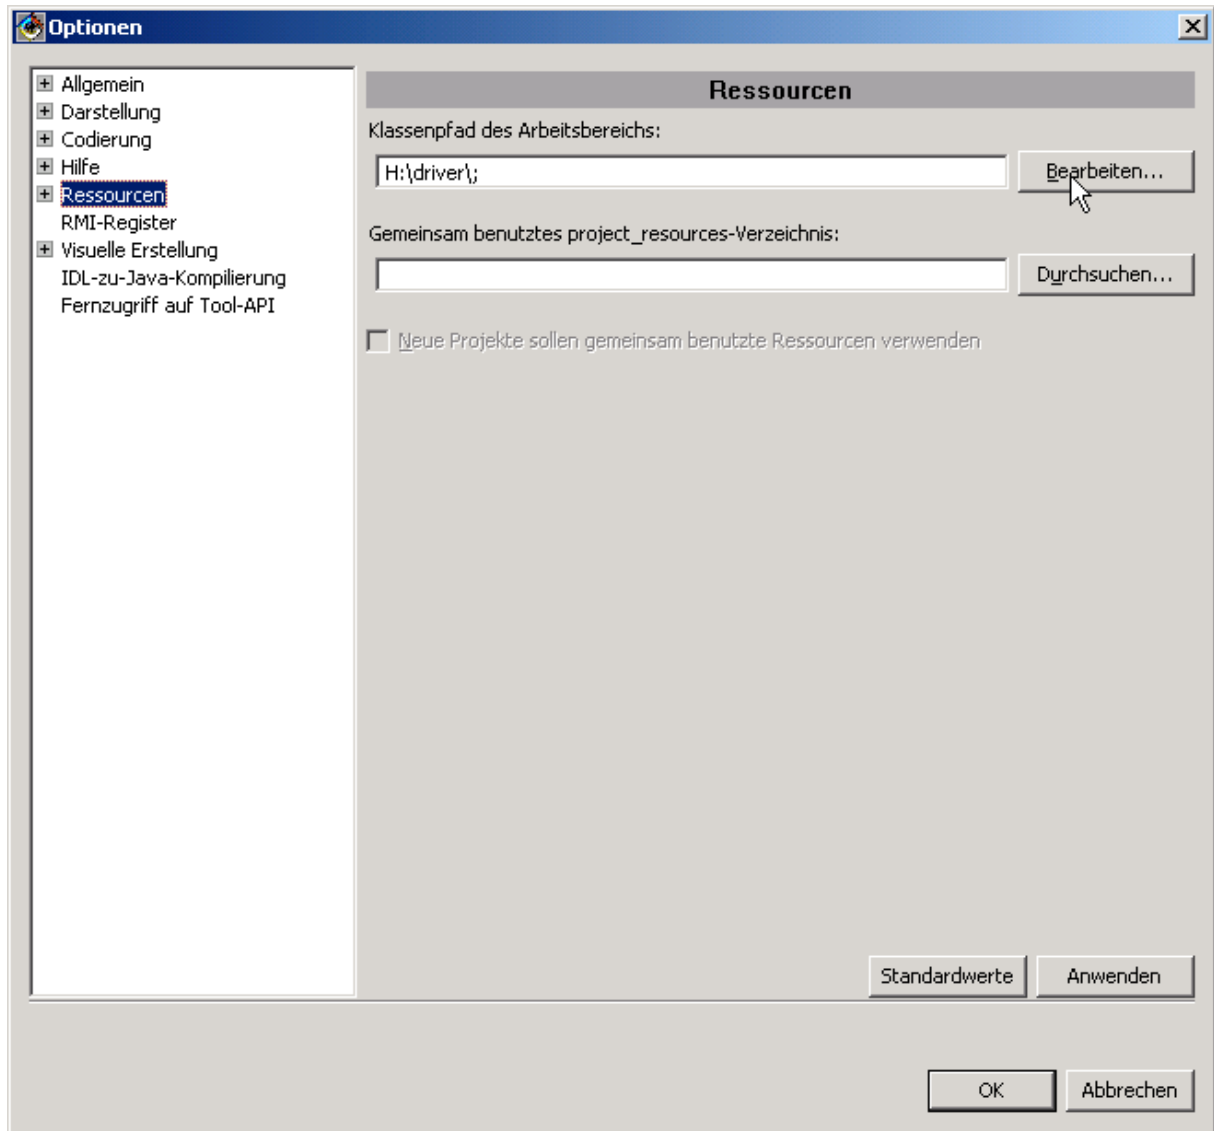 Optionen
Allgemein
Darstellung
Codierung
Hilfe
Ressourcen
RMI-Register
Visuelle Erstellung
IDL-zu-Java-Kompilierung
Fernzugriff auf Tool-API
Ressourcen
Klassenpfad des Arbeitsbereichs:
H:\driver\;
Bearbeiten...
Gemeinsam benutztes project_resources-Verzeichnis:
Durchsuchen...
Neue Projekte sollen gemeinsam benutzte Ressourcen verwenden
Standardwerte
Anwenden
OK
Abbrechen